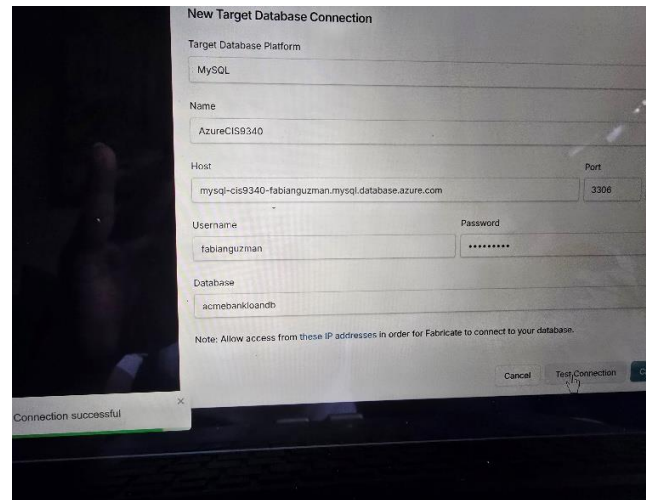 New Target Database Connection
Target Database Platform
MySQL
Name
AzureCIS9340
Host
Port
mysql-cis9340-fabianguzman.mysql.database.azure.com
3306
Username
Password
fabianguzman
•••••••••
Database
acmebankloandb
Note: Allow access from these IP addresses in order for Fabricate to connect to your database.
Cancel
Test Connection
Connection successful